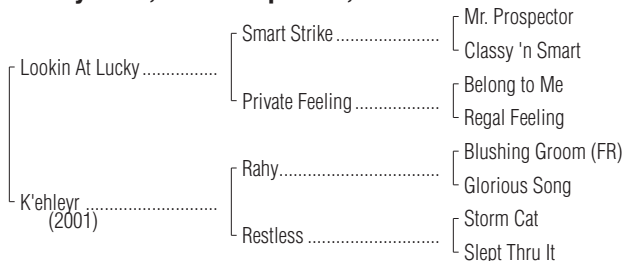 Mr. Prospector
Smart Strike ..................
Classy 'n Smart
Lookin At Lucky ...............
Belong to Me
Private Feeling .................
Regal Feeling
Blushing Groom (FR)
Rahy ..............................
Glorious Song
K'ehleyr ..........................
(2001)
Storm Cat
Restless .........................
Slept Thru It